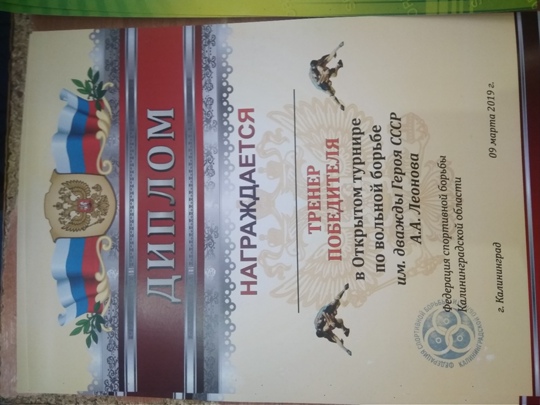 ДИПЛОМ
НАГРАЖДАЕТСЯ
ТРЕНЕР
ПОБЕДИТЕЛЯ
в Открытом турнире
по вольной борьбе
им. дважды Героя СССР
А.А. Леонова
Федерация спортивной борьбы
Калининградской области
г. Калининград
09 марта 2019 г.